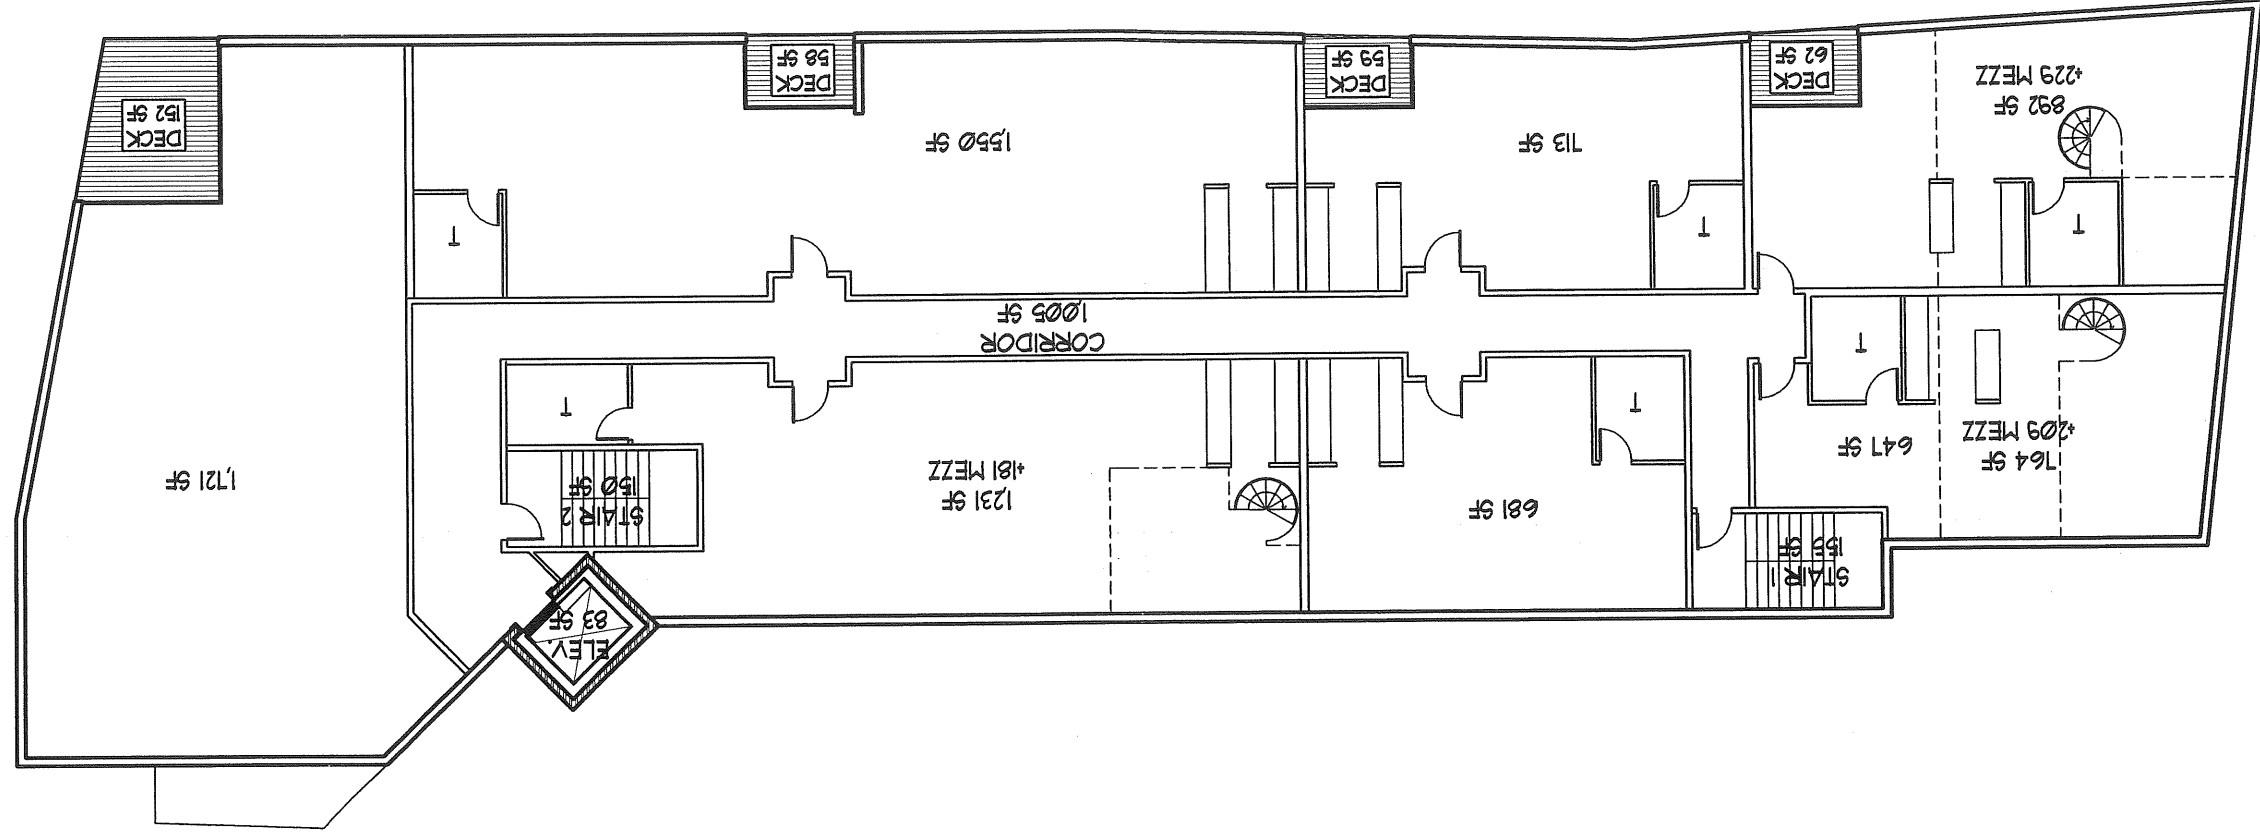 ELEV.
83 SF
STAIR 1
155 SF
STAIR 2
150 SF
764 SF
+209 MEZZ
647 SF
681 SF
1,231 SF
+181 MEZZ
1,721 SF
T
T
T
CORRIDOR
1,005 SF
T
T
T
892 SF
+229 MEZZ
713 SF
1,550 SF
DECK
62 SF
DECK
59 SF
DECK
58 SF
DECK
152 SF